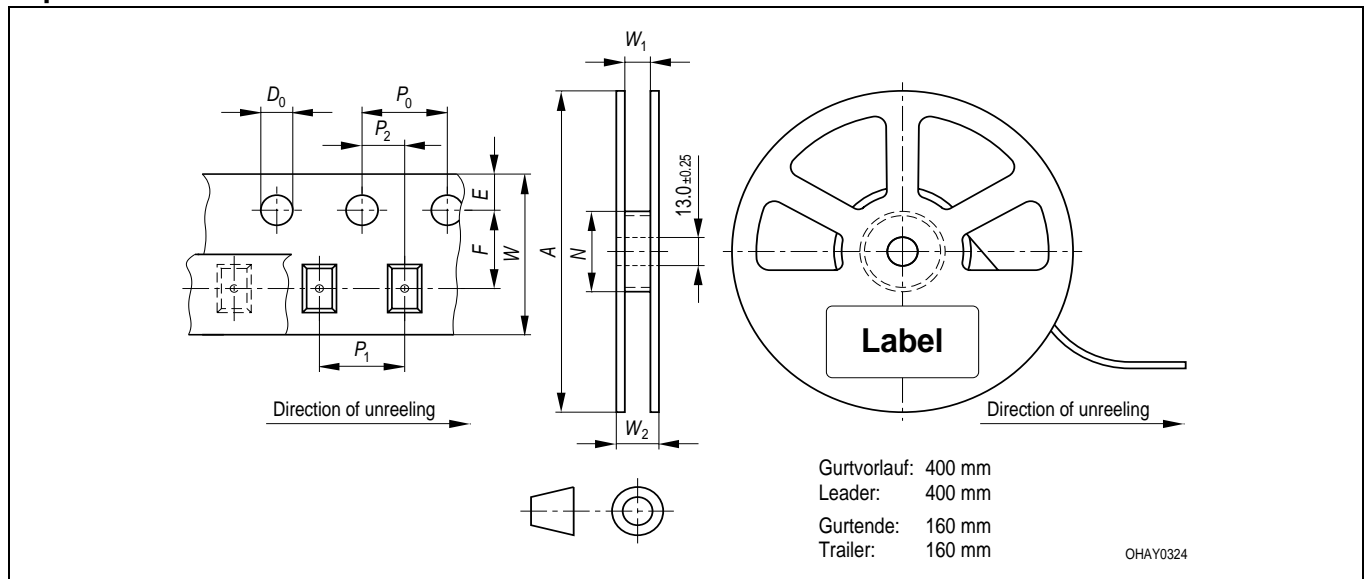 W1
D0
P0
P2
E
F
W
A
N
13.0 ±0.25
Label
P1
Direction of unreeling
W2
Direction of unreeling
Gurtvorlauf: 400 mm
Leader: 400 mm
Gurtende: 160 mm
Trailer: 160 mm
OHAY0324